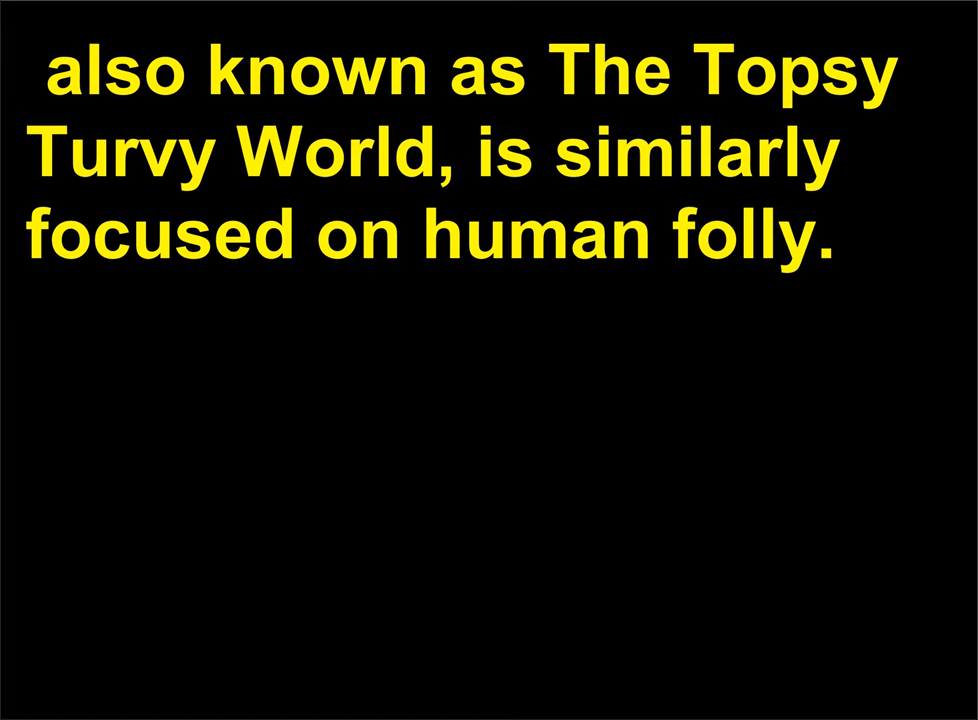 also known as The Topsy
Turvy World, is similarly
focused on human folly.